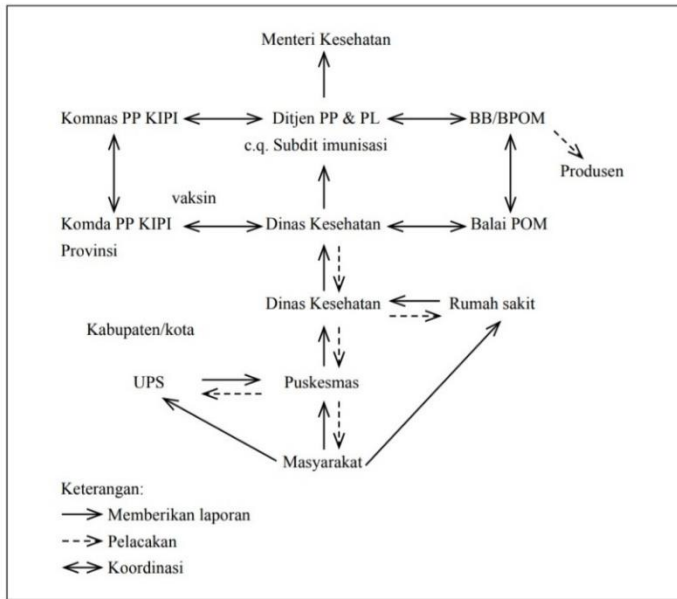 Menteri Kesehatan
Komnas PP KIPI Ditjen PP & PL BB/BPOM
c.q. Subdit imunisasi
Produsen
vaksin
Komda PP KIPI Dinas Kesehatan Balai POM
Provinsi
Dinas Kesehatan Rumah sakit
Kabupaten/kota
UPS Puskesmas
Masyarakat
Keterangan:
Memberikan laporan
Pelacakan
Koordinasi